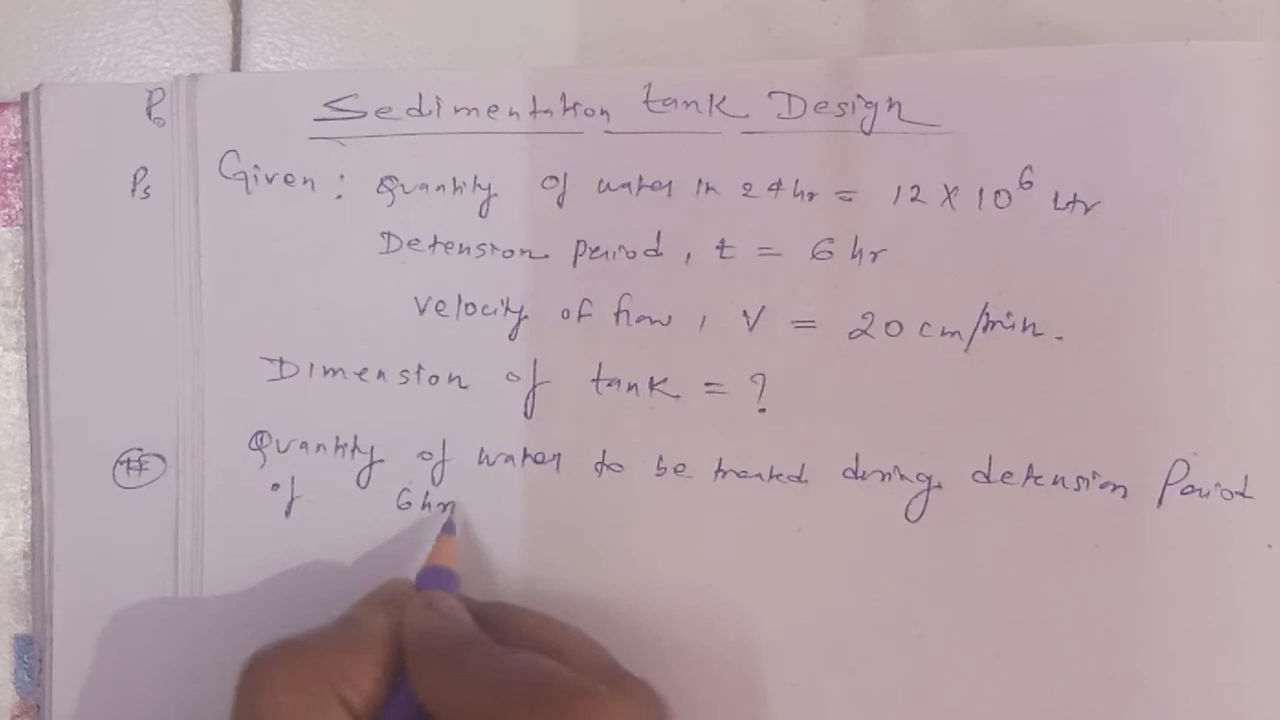 Sedimentation tank Design
Given : Quantity of water in 24hr = 12 X 10^6 Ltr
Detension period, t = 6 hr
Velocity of flow, V = 20 cm/min.
Dimension of tank = ?
Quantity of water to be treated during detension Period
of 6hr